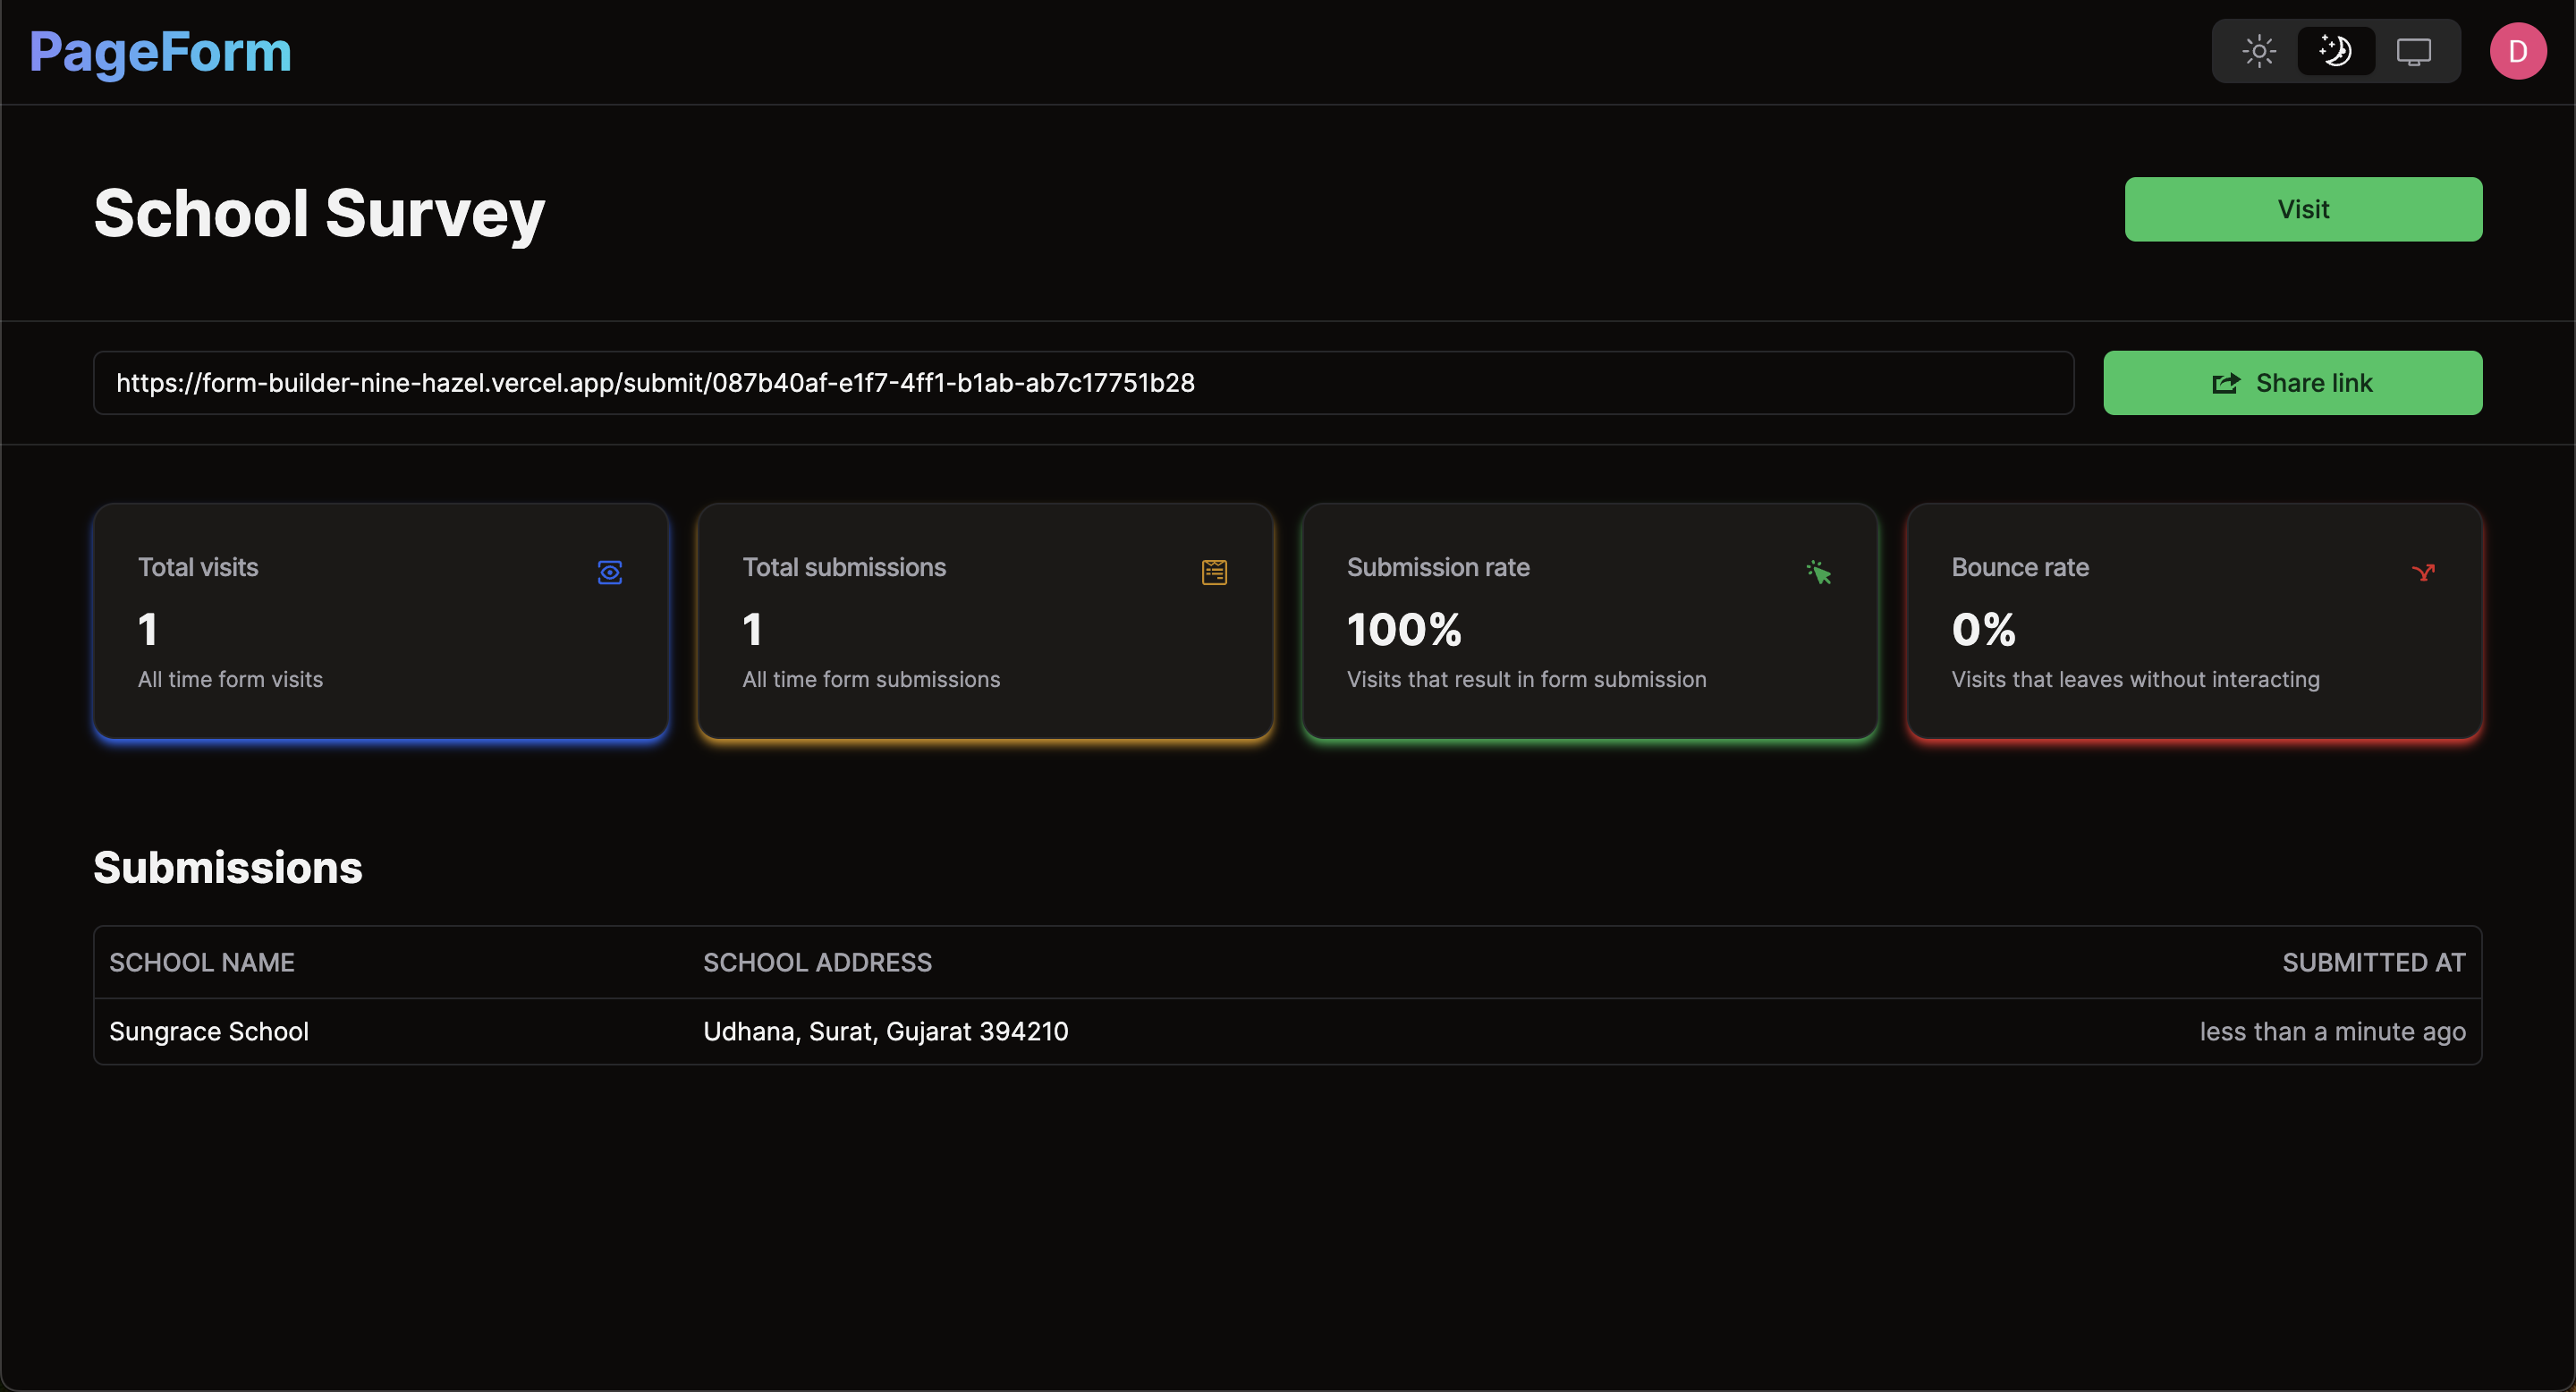 PageForm
D
School Survey
Visit
https://form-builder-nine-hazel.vercel.app/submit/087b40af-e1f7-4ff1-b1ab-ab7c17751b28
Share link
Total visits
1
All time form visits
Total submissions
1
All time form submissions
Submission rate
100%
Visits that result in form submission
Bounce rate
0%
Visits that leaves without interacting
Submissions
SCHOOL NAME SCHOOL ADDRESS SUBMITTED AT
Sungrace School Udhana, Surat, Gujarat 394210 less than a minute ago